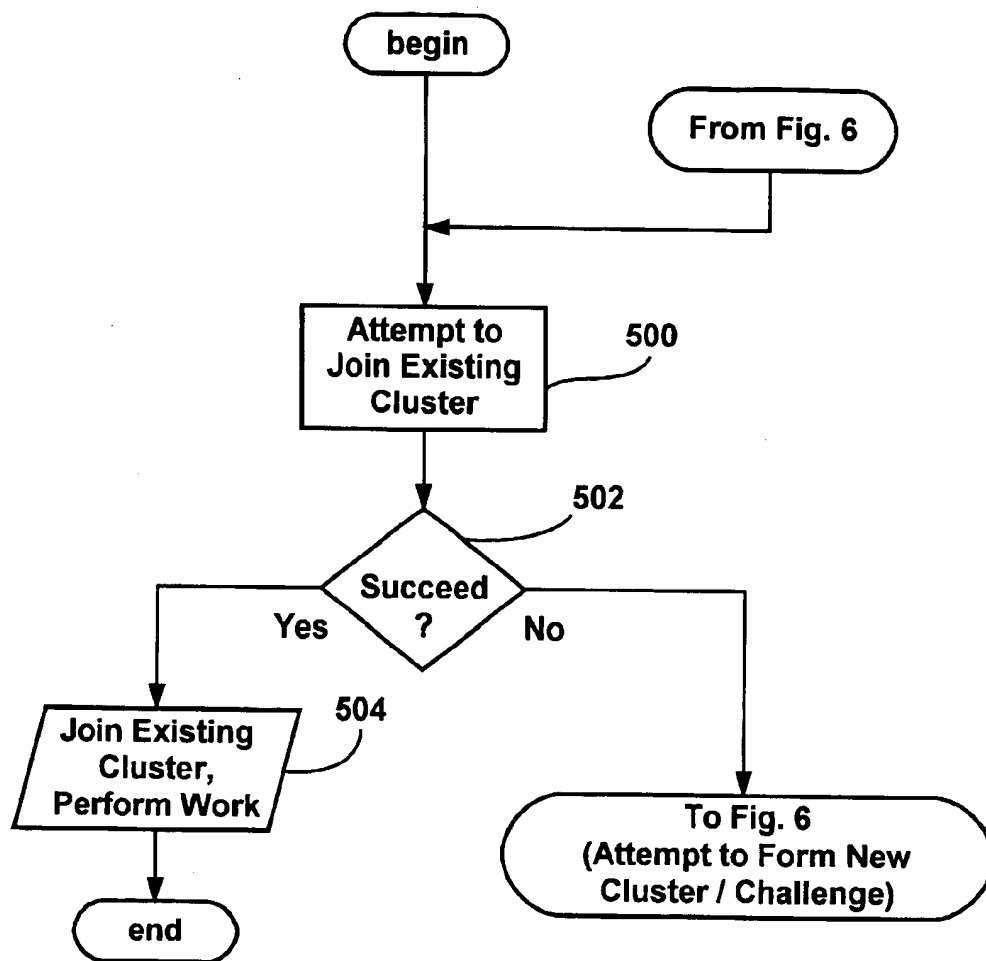 begin
From Fig. 6
Attempt to
Join Existing
Cluster
500
502
Succeed
?
Yes
No
504
Join Existing
Cluster,
Perform Work
To Fig. 6
(Attempt to Form New
Cluster / Challenge)
end